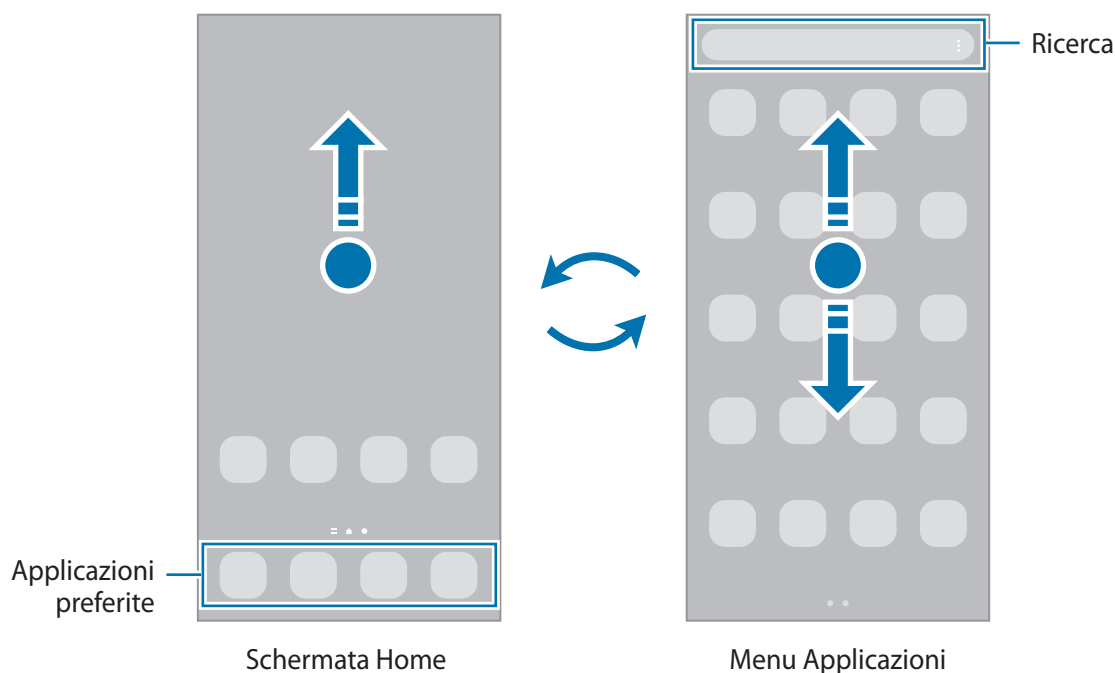 Ricerca
Applicazioni
preferite
Schermata Home
Menu Applicazioni